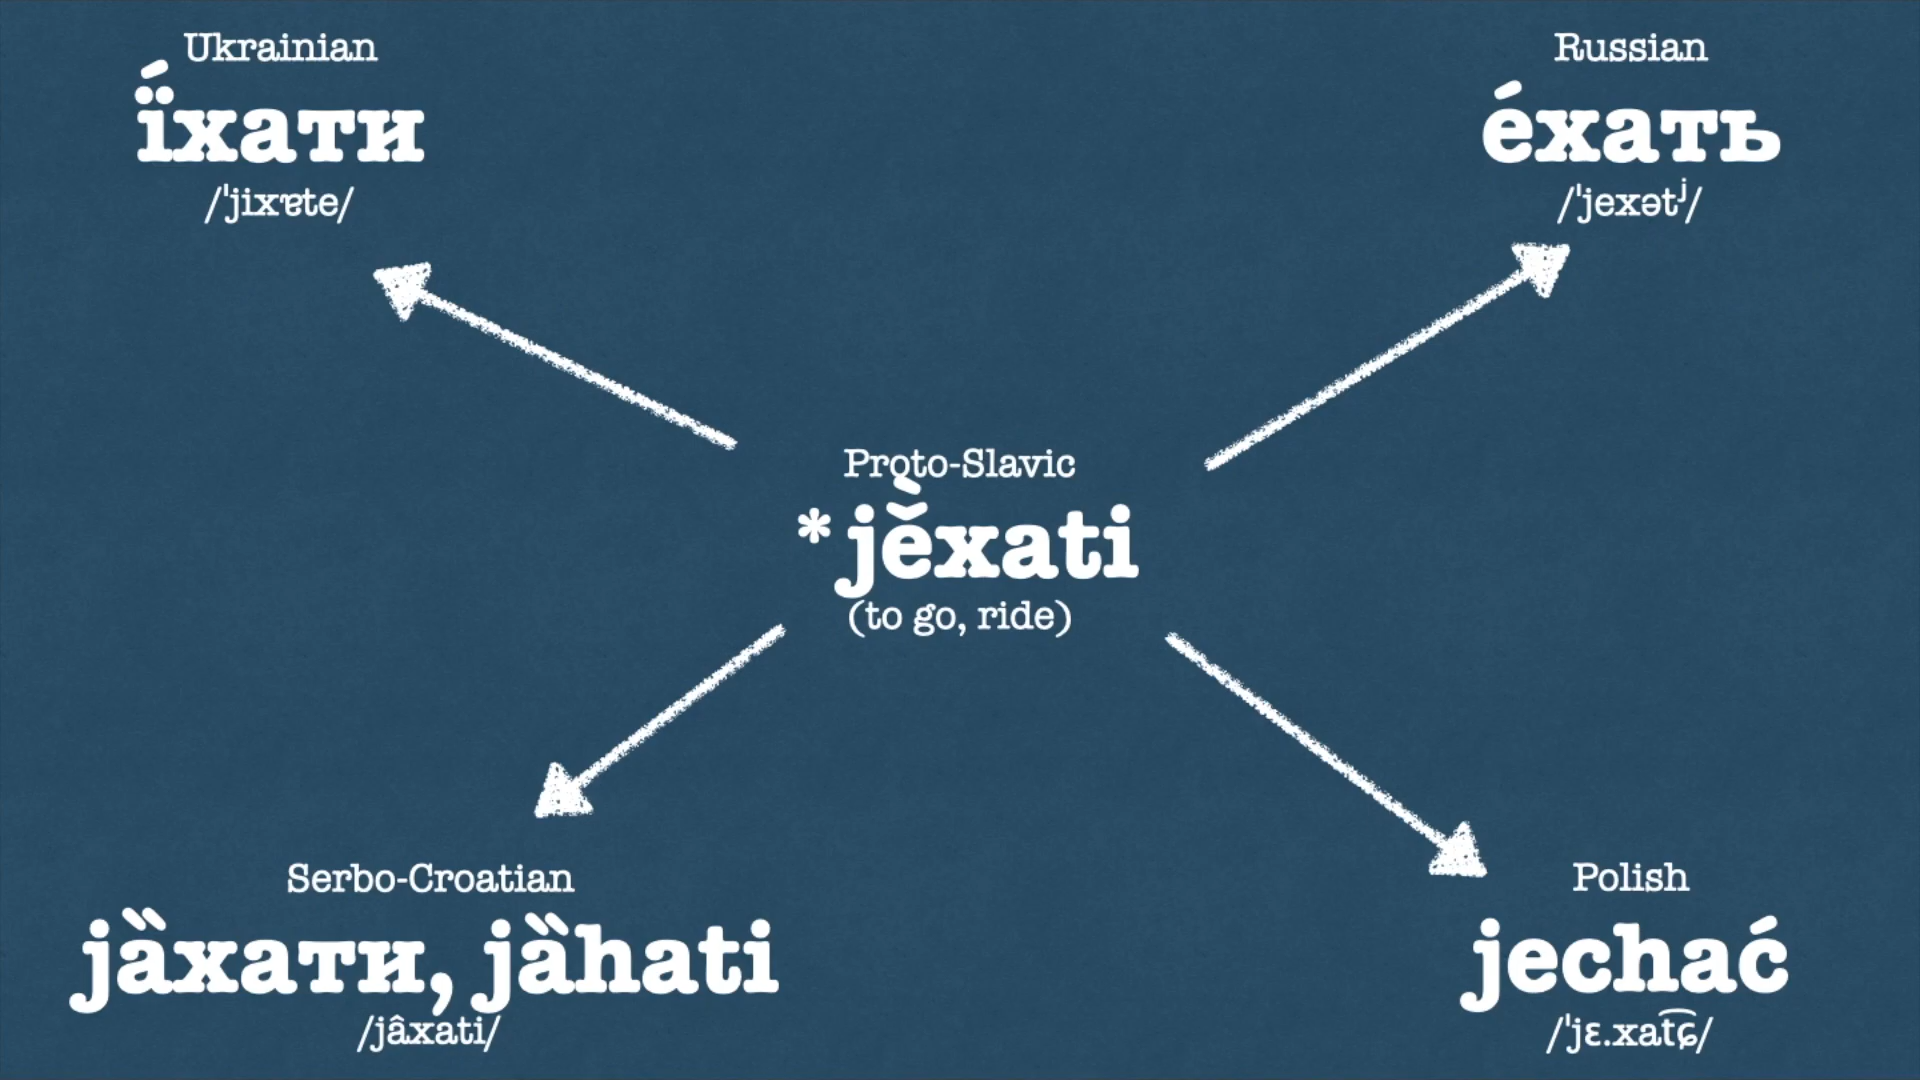 Ukrainian
ї́хати
/ˈjixɐte/
Russian
е́хать
/ˈjexətʲ/
Proto-Slavic
*jě̀xati
(to go, ride)
Serbo-Croatian
jȁхати, jȁhati
/jâxati/
Polish
jechać
/ˈjɛ.xat͡ɕ/